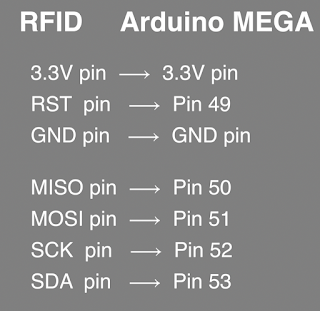 RFID Arduino MEGA
3.3V pin ⟶ 3.3V pin
RST pin ⟶ Pin 49
GND pin ⟶ GND pin
MISO pin ⟶ Pin 50
MOSI pin ⟶ Pin 51
SCK pin ⟶ Pin 52
SDA pin ⟶ Pin 53